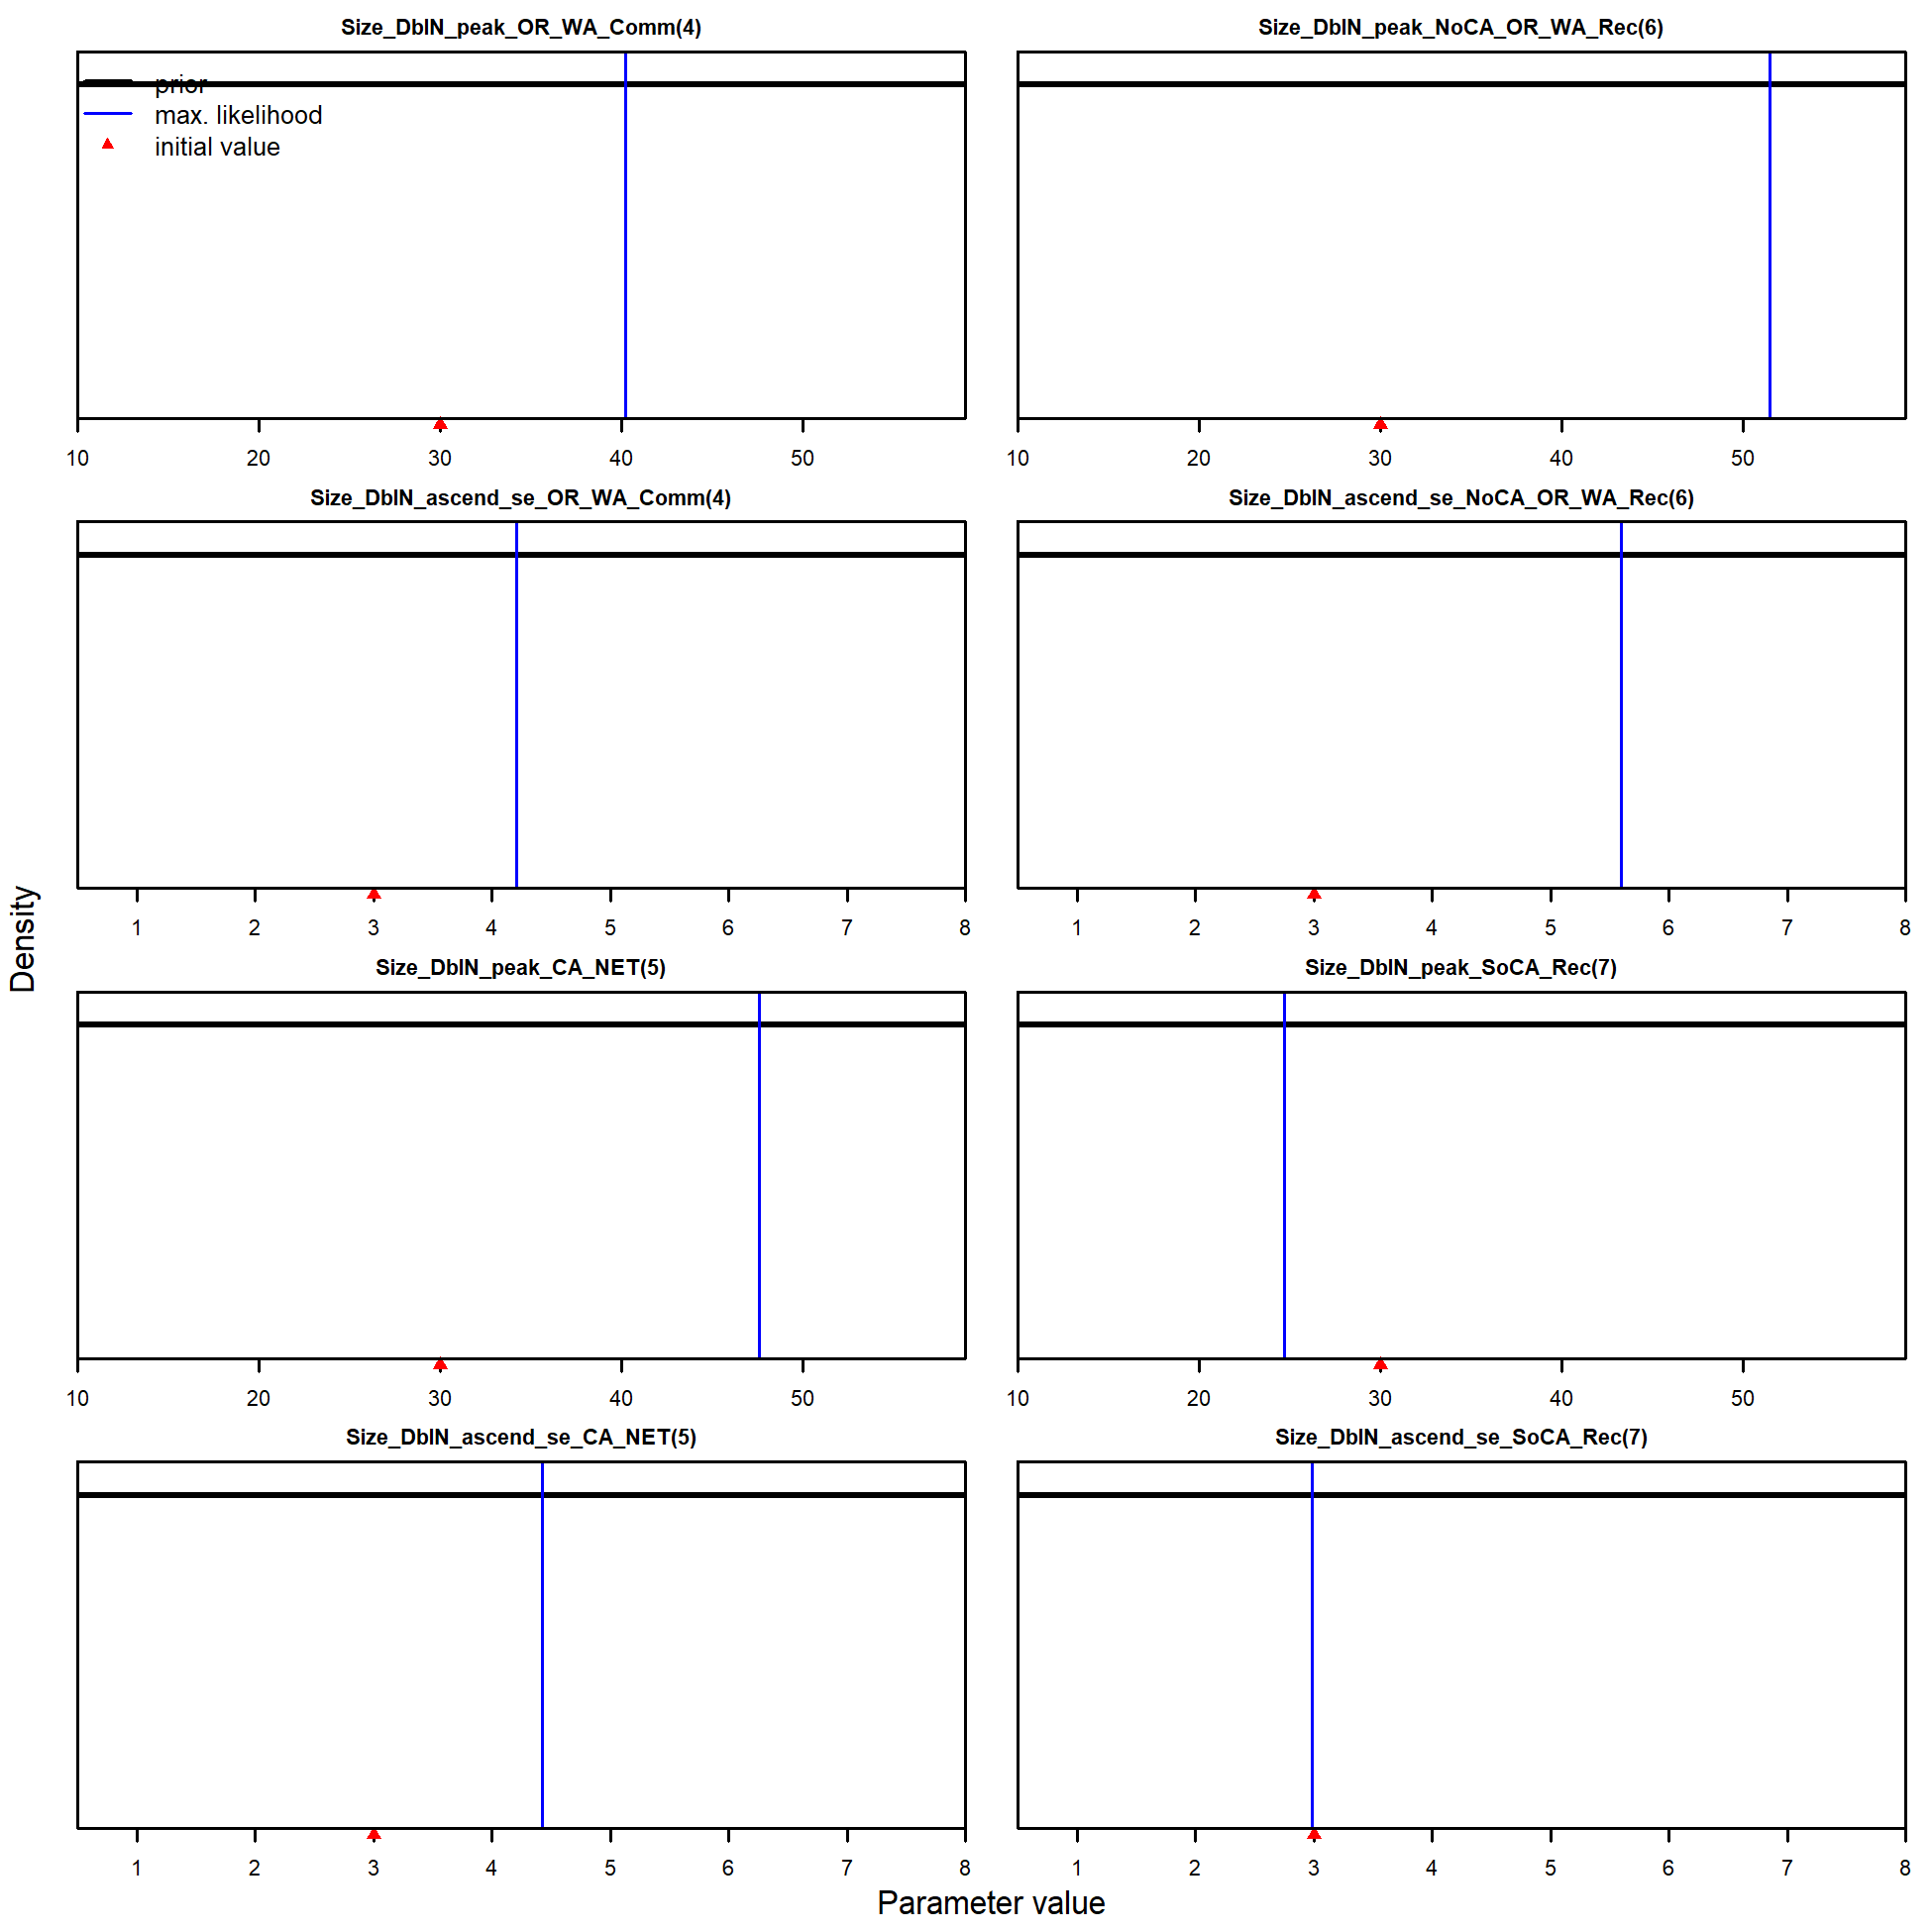 Size_DblN_peak_OR_WA_Comm(4)
prior
max. likelihood
initial value
10 20 30 40 50
Size_DblN_peak_NoCA_OR_WA_Rec(6)
10 20 30 40 50
Size_DblN_ascend_se_OR_WA_Comm(4)
1 2 3 4 5 6 7 8
Size_DblN_ascend_se_NoCA_OR_WA_Rec(6)
1 2 3 4 5 6 7 8
Density
Size_DblN_peak_CA_NET(5)
10 20 30 40 50
Size_DblN_peak_SoCA_Rec(7)
10 20 30 40 50
Size_DblN_ascend_se_CA_NET(5)
1 2 3 4 5 6 7 8
Size_DblN_ascend_se_SoCA_Rec(7)
1 2 3 4 5 6 7 8
Parameter value